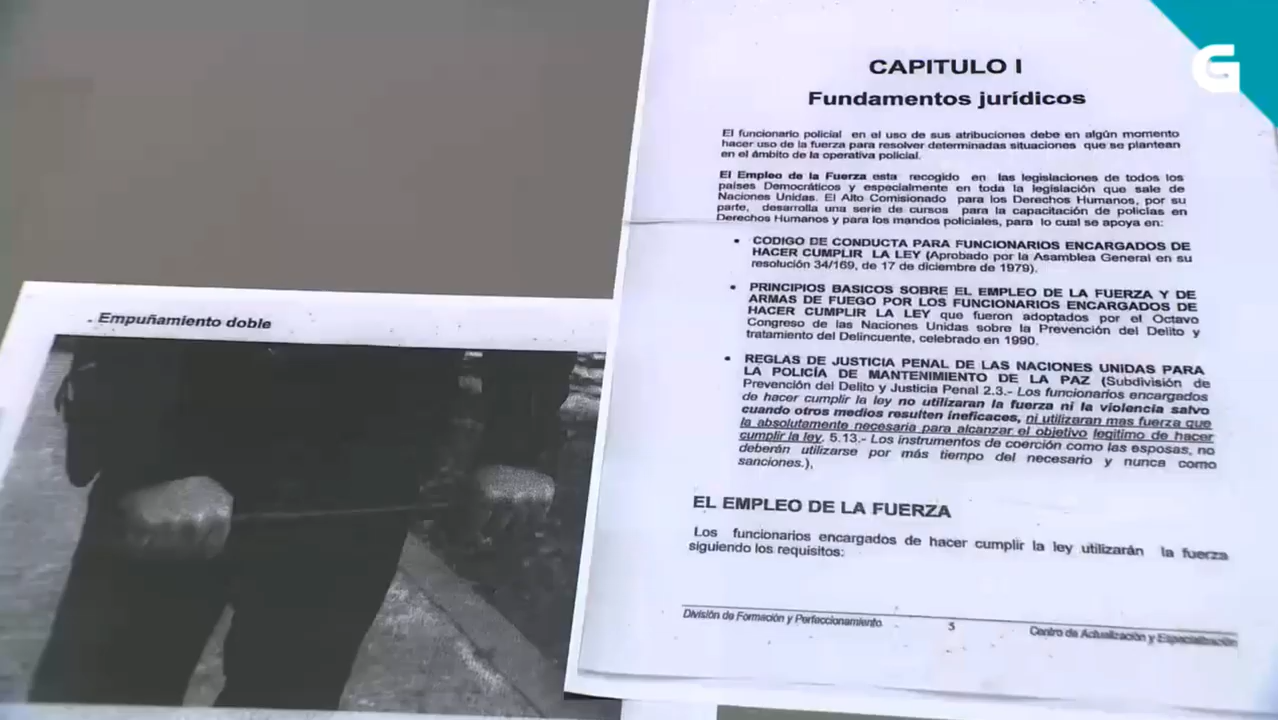 CAPITULO I
Fundamentos jurídicos
El funcionario policial en el uso de sus atribuciones debe en algún momento
hacer uso de la fuerza para resolver determinadas situaciones que se plantean
en el ámbito de la operativa policial.
El Empleo de la Fuerza esta recogido en las legislaciones de todos los
países Democráticos y especialmente en toda la legislación que sale de
Naciones Unidas. El Alto Comisionado para los Derechos Humanos, por su
parte, desarrolla una serie de cursos para la capacitación de policías en
Derechos Humanos y para los mandos policiales, para lo cual se apoya en:
• CODIGO DE CONDUCTA PARA FUNCIONARIOS ENCARGADOS DE
HACER CUMPLIR LA LEY (Aprobado por la Asamblea General en su
resolución 34/169, de 17 de diciembre de 1979).
• PRINCIPIOS BASICOS SOBRE EL EMPLEO DE LA FUERZA Y DE
ARMAS DE FUEGO POR LOS FUNCIONARIOS ENCARGADOS DE
HACER CUMPLIR LA LEY que fueron adoptados por el Octavo
Congreso de las Naciones Unidas sobre la Prevención del Delito y
tratamiento del Delincuente, celebrado en 1990.
• REGLAS DE JUSTICIA PENAL DE LAS NACIONES UNIDAS PARA
LA POLICÍA DE MANTENIMIENTO DE LA PAZ (Subdivisión de
Prevención del Delito y Justicia Penal 2.3.- Los funcionarios encargados
de hacer cumplir la ley no utilizaran la fuerza ni la violencia salvo
cuando otros medios resulten ineficaces, ni utilizaran mas fuerza que
la absolutamente necesaria para alcanzar el objetivo legitimo de hacer
cumplir la ley. 5.13.- Los instrumentos de coerción como las esposas, no
deberán utilizarse por más tiempo del necesario y nunca como
sanciones.),
EL EMPLEO DE LA FUERZA
Los funcionarios encargados de hacer cumplir la ley utilizarán la fuerza
siguiendo los requisitos:
División de Formación y Perfeccionamiento 5 Centro de Actualización y Especialización
. Empuñamiento doble
G